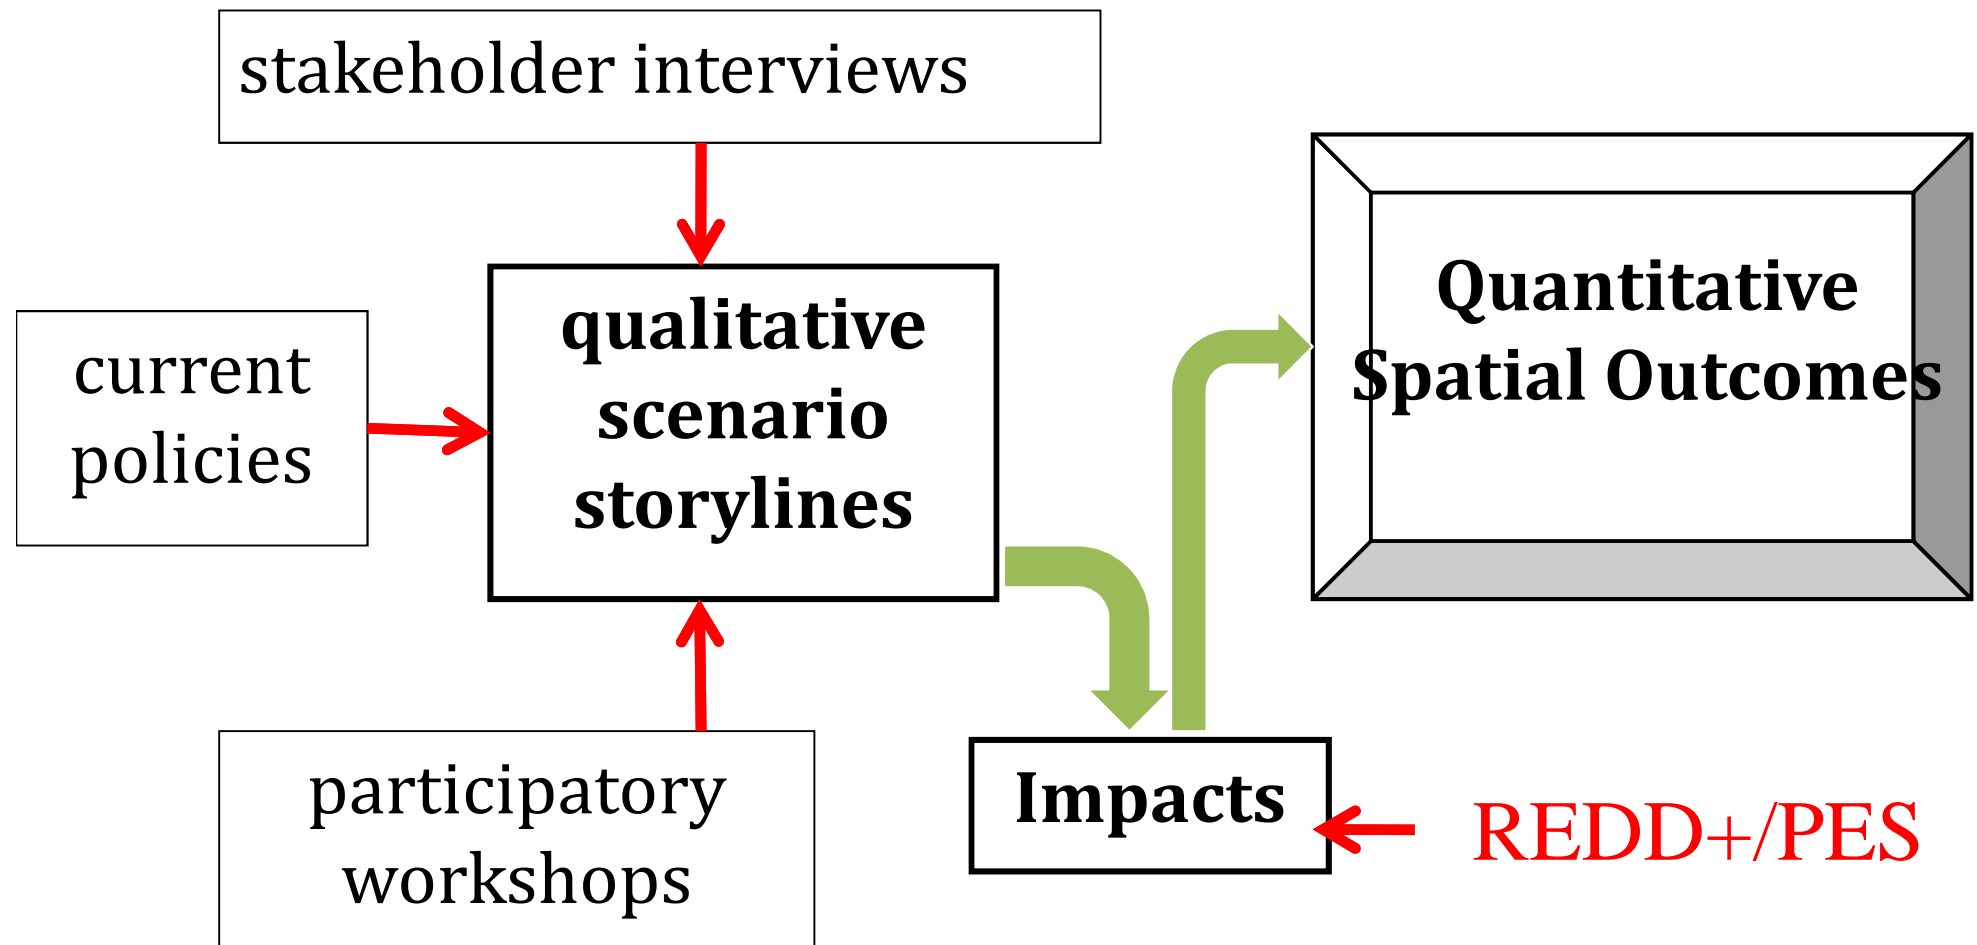 stakeholder interviews
current
policies
qualitative
scenario
storylines
participatory
workshops
Impacts
Quantitative
Spatial Outcomes
REDD+/PES